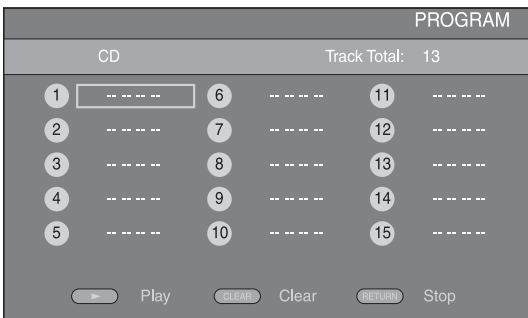 PROGRAM
CD Track Total: 13
1 -- -- -- -- 6 -- -- -- -- 11 -- -- -- --
2 -- -- -- -- 7 -- -- -- -- 12 -- -- -- --
3 -- -- -- -- 8 -- -- -- -- 13 -- -- -- --
4 -- -- -- -- 9 -- -- -- -- 14 -- -- -- --
5 -- -- -- -- 10 -- -- -- -- 15 -- -- -- --
Play CLEAR Clear RETURN Stop